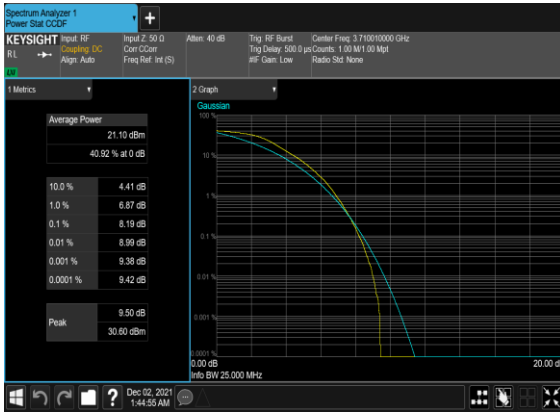 Spectrum Analyzer 1
Power Stat CCDF
+
KEYSIGHT
RL
LV
Input: RF
Coupling: DC
Align: Auto
Input Z: 50 Ω
Corr CCorr
Freq Ref: Int (S)
Atten: 40 dB
Trig: RF Burst
Trig Delay: 500.0 µs
#IF Gain: Low
Center Freq: 3.710010000 GHz
Counts: 1.00 M/1.00 Mpt
Radio Std: None
1 Metrics
Average Power
21.10 dBm
40.92 % at 0 dB
10.0 % 4.41 dB
1.0 % 6.87 dB
0.1 % 8.19 dB
0.01 % 8.99 dB
0.001 % 9.38 dB
0.0001 % 9.42 dB
Peak 9.50 dB
30.60 dBm
2 Graph
Gaussian
100 %
10 %
1 %
0.1 %
0.01 %
0.001 %
0.0001 %
0.00 dB
20.00 d
Info BW 25.000 MHz
?
Dec 02, 2021
1:44:55 AM